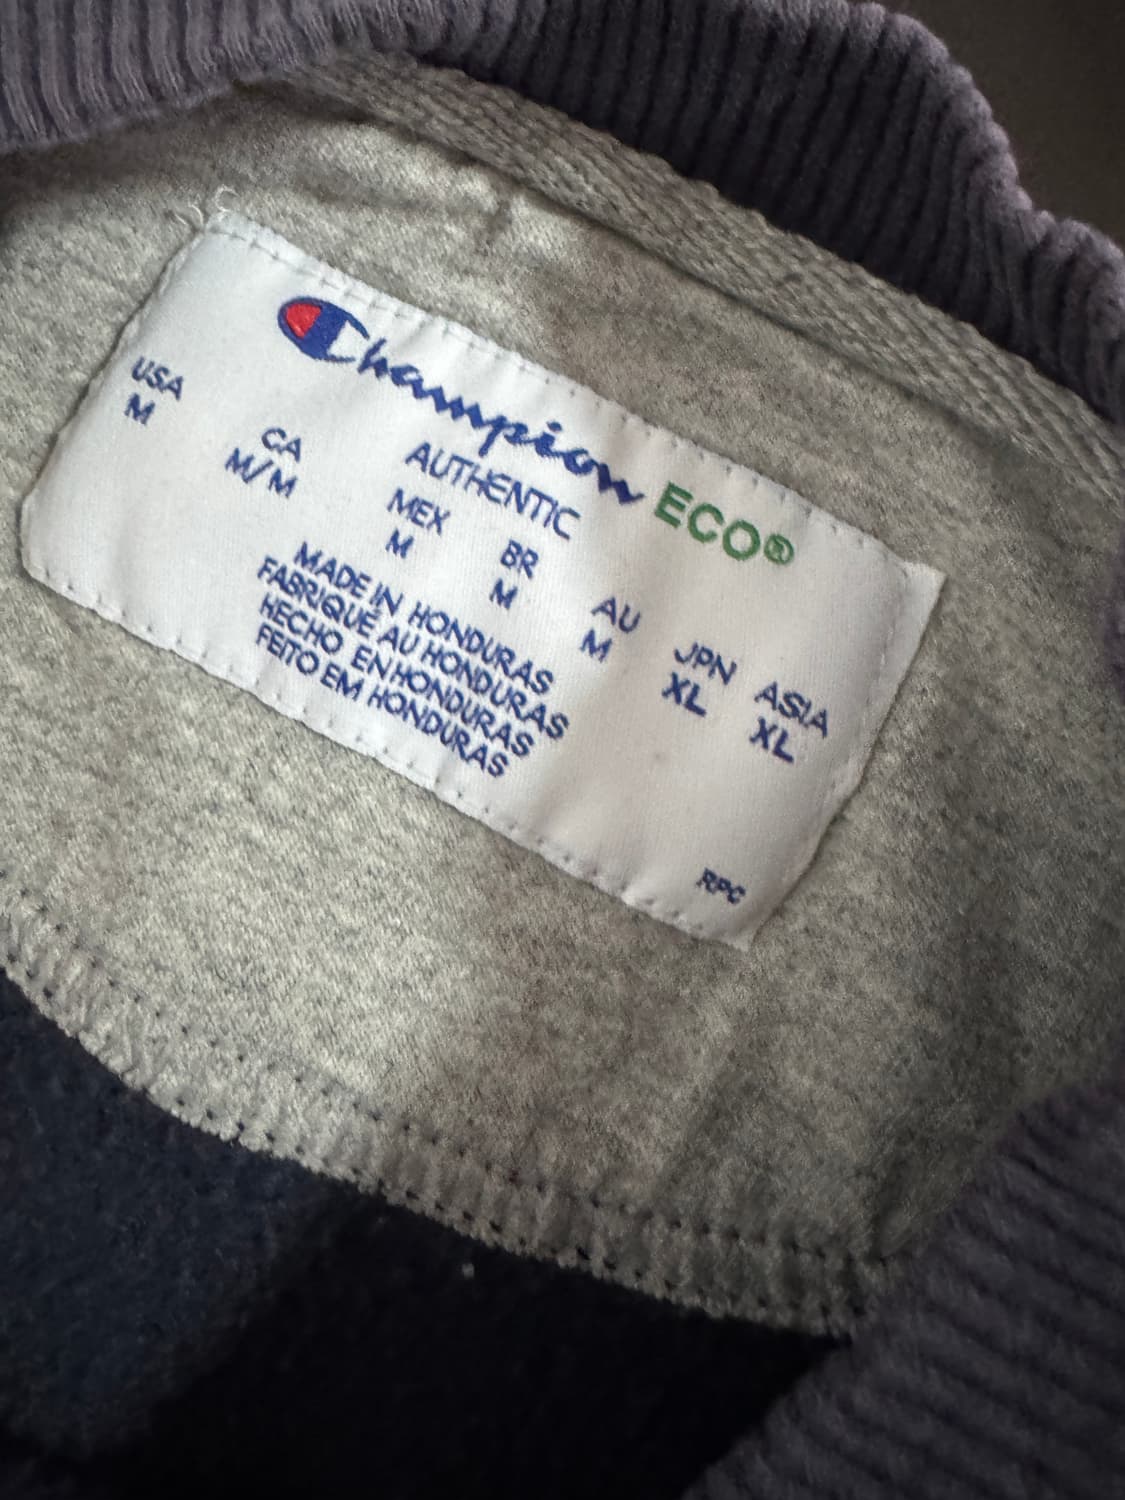 Champion ECO®
AUTHENTIC
USA CA MEX BR AU JPN ASIA
M M/M M M M XL XL
MADE IN HONDURAS
FABRIQUÉ AU HONDURAS
HECHO EN HONDURAS
FEITO EM HONDURAS
RPC